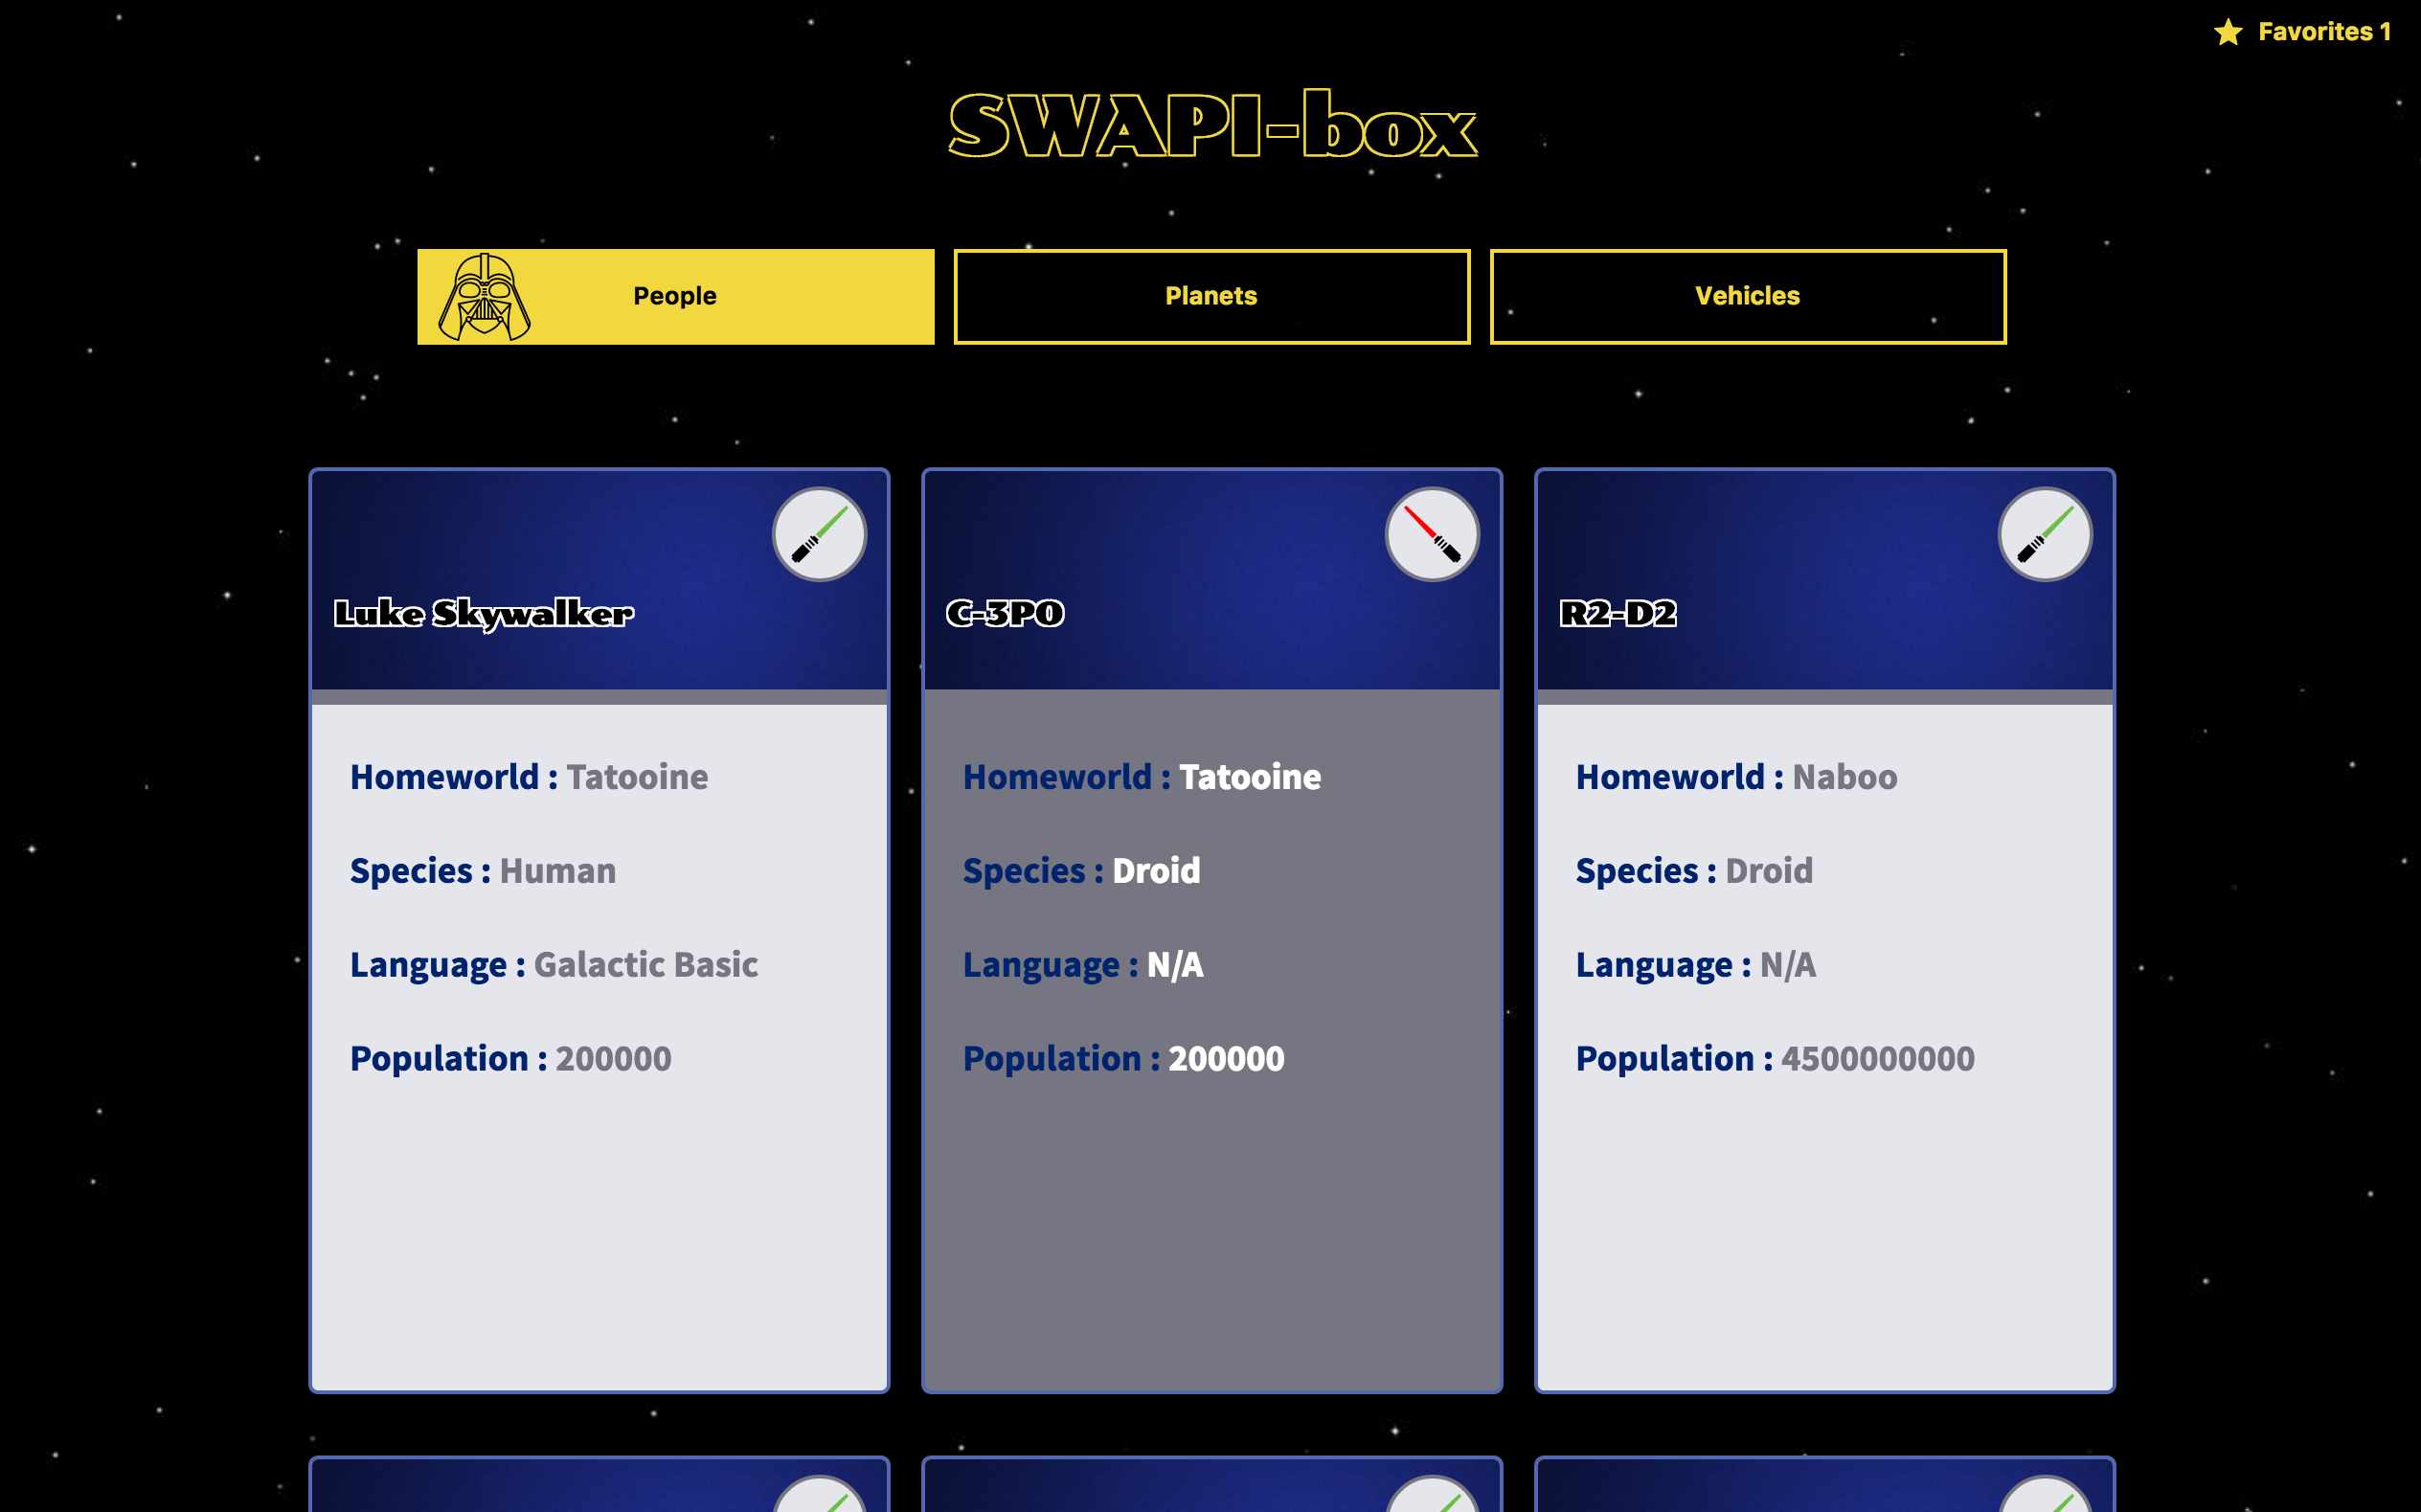 Favorites 1
SWAPI-box
People
Planets
Vehicles
Luke Skywalker
Homeworld : Tatooine
Species : Human
Language : Galactic Basic
Population : 200000
C-3PO
Homeworld : Tatooine
Species : Droid
Language : N/A
Population : 200000
R2-D2
Homeworld : Naboo
Species : Droid
Language : N/A
Population : 4500000000